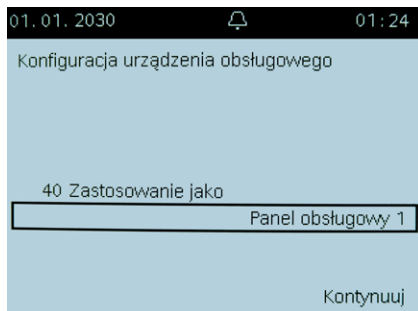 01.01.2030 01:24
Konfiguracja urządzenia obsługowego
40 Zastosowanie jako
Panel obsługowy 1
Kontynuuj